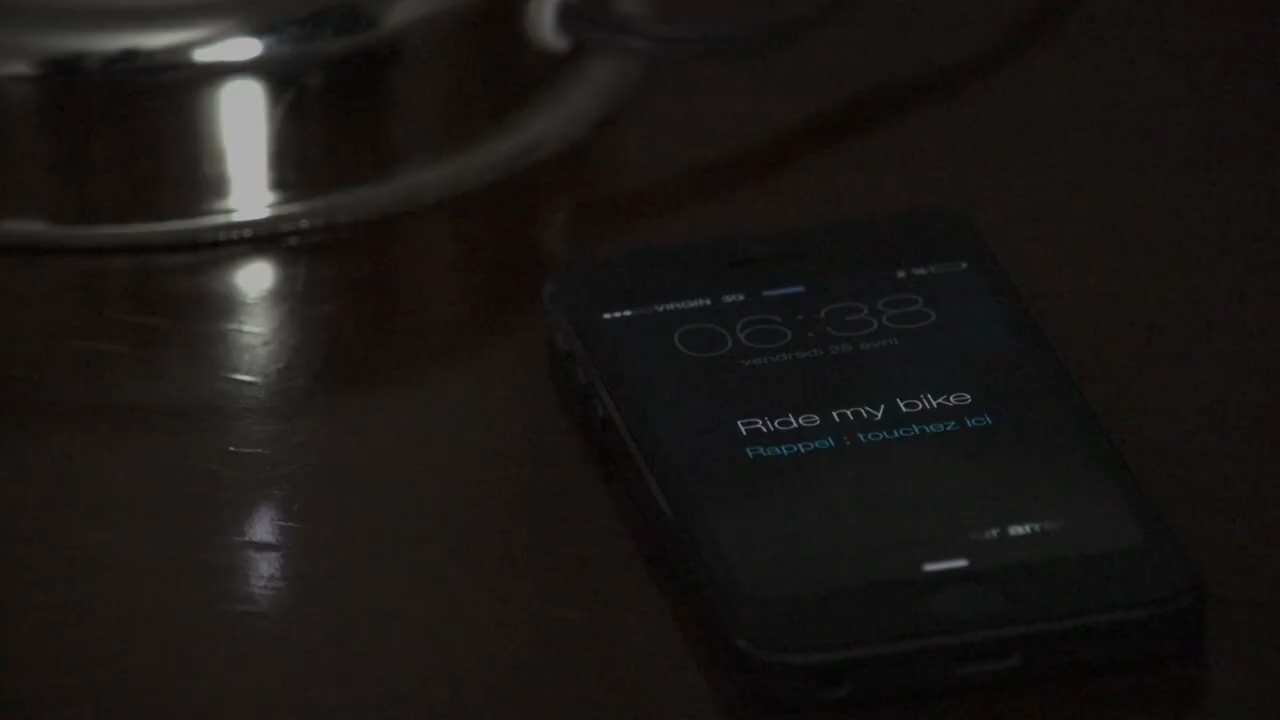 VIRGIN 3G
06:38
vendredi 25 avril
Ride my bike
Rappel : touchez ici